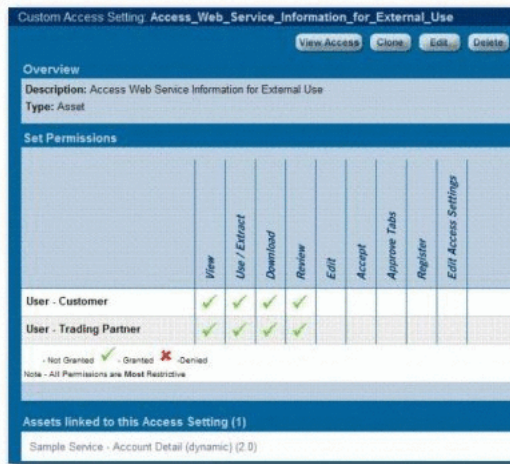 Custom Access Setting: Access_Web_Service_Information_for_External_Use
View Access Clone Edit Delete
Overview
Description: Access Web Service Information for External Use
Type: Asset
Set Permissions
View Use / Extract Download Review Edit Accept Approve Tabs Register Edit Access Settings
User - Customer
User - Trading Partner
- Not Granted - Granted -Denied
Note - All Permissions are Most Restrictive
Assets linked to this Access Setting (1)
Sample Service - Account Detail (dynamic) (2.0)